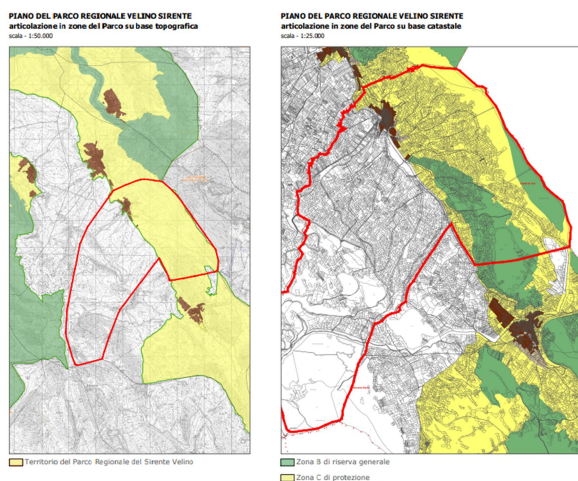 PIANO DEL PARCO REGIONALE VELINO SIRENTE
articolazione in zone del Parco su base topografica
scala - 1:50.000
Territorio del Parco Regionale del Sirente Velino
PIANO DEL PARCO REGIONALE VELINO SIRENTE
articolazione in zone del Parco su base catastale
scala - 1:25.000
Zona B di riserva generale
Zona C di protezione